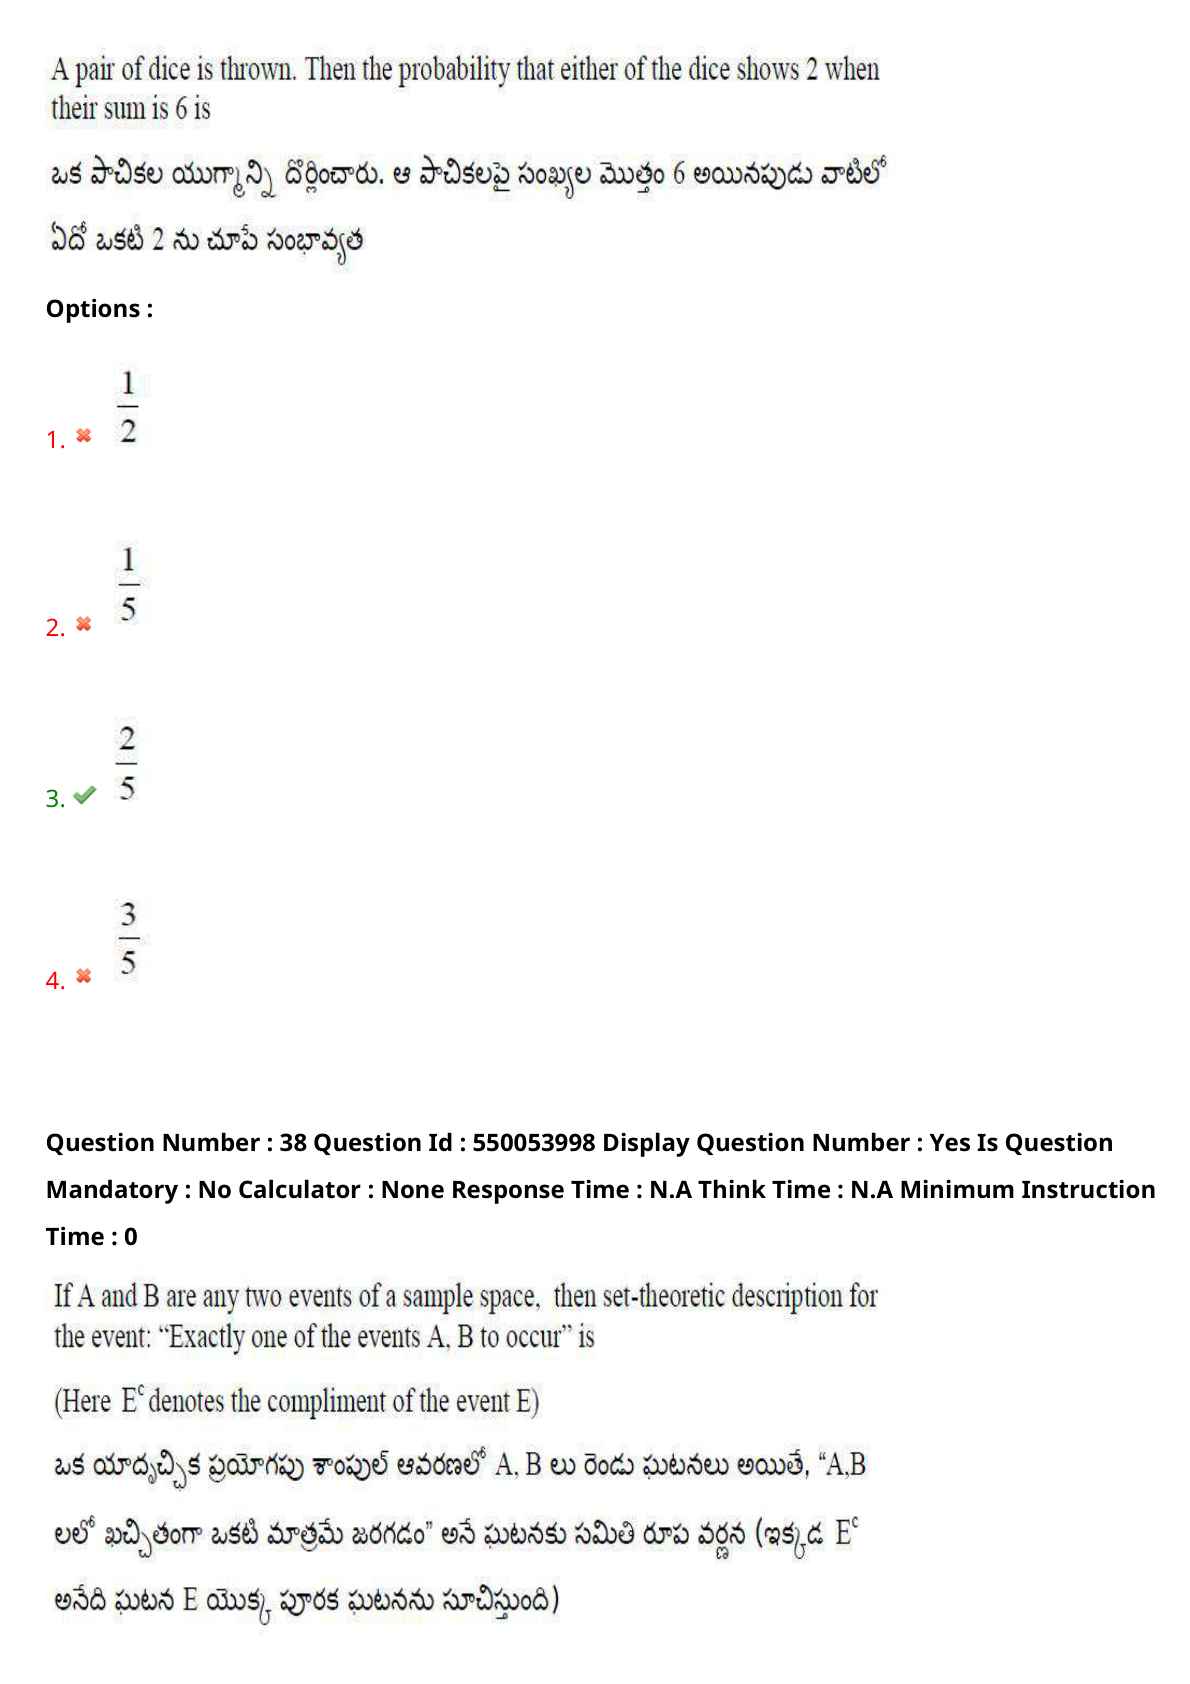 A pair of dice is thrown. Then the probability that either of the dice shows 2 when
their sum is 6 is
ఒక పాచికల యుగ్మాన్ని దొర్లించారు. ఆ పాచికలపై సంఖ్యల మొత్తం 6 అయినపుడు వాటిలో
ఏదో ఒకటి 2 ను చూపే సంభావ్యత
Options :
1. 1/2
2. 1/5
3. 2/5
4. 3/5
Question Number : 38 Question Id : 550053998 Display Question Number : Yes Is Question
Mandatory : No Calculator : None Response Time : N.A Think Time : N.A Minimum Instruction
Time : 0
If A and B are any two events of a sample space, then set-theoretic description for
the event: “Exactly one of the events A, B to occur” is
(Here E^c denotes the compliment of the event E)
ఒక యాదృచ్ఛిక ప్రయోగపు శాంపుల్ ఆవరణలో A, B లు రెండు ఘటనలు అయితే, “A,B
లలో ఖచ్చితంగా ఒకటి మాత్రమే జరగడం” అనే ఘటనకు సమితి రూప వర్ణన (ఇక్కడ E^c
అనేది ఘటన E యొక్క పూరక ఘటనను సూచిస్తుంది)